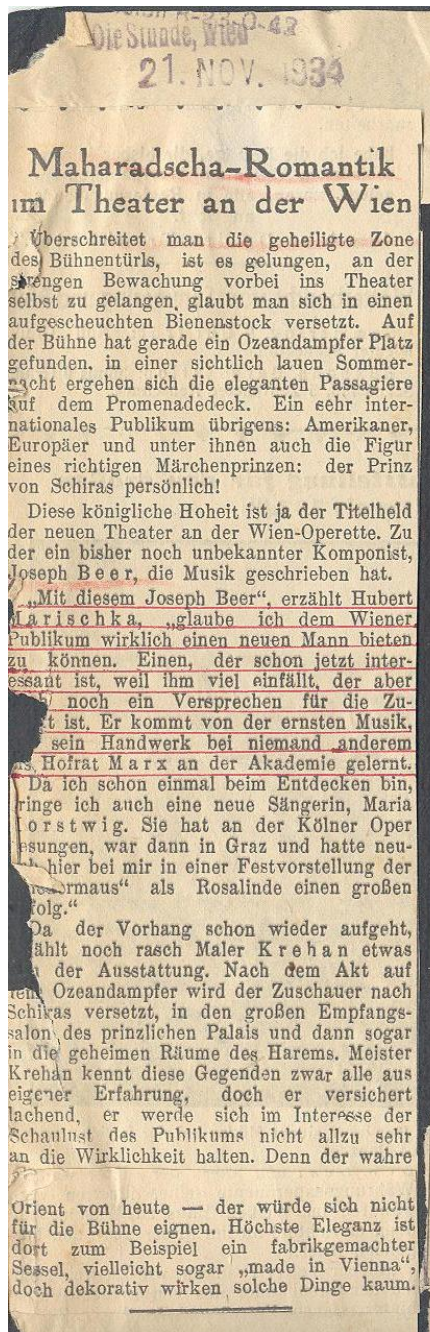 Die Stunde, Wien
21. NOV. 1934
Maharadscha-Romantik
im Theater an der Wien
Überschreitet man die geheiligte Zone
des Bühnentürls, ist es gelungen, an der
strengen Bewachung vorbei ins Theater
selbst zu gelangen, glaubt man sich in einen
aufgescheuchten Bienenstock versetzt. Auf
der Bühne hat gerade ein Ozeandampfer Platz
gefunden. in einer sichtlich lauen Sommer-
nacht ergehen sich die eleganten Passagiere
auf dem Promenadedeck. Ein sehr inter-
nationales Publikum übrigens: Amerikaner,
Europäer und unter ihnen auch die Figur
eines richtigen Märchenprinzen: der Prinz
von Schiras persönlich!
Diese königliche Hoheit ist ja der Titelheld
der neuen Theater an der Wien-Operette. Zu
der ein bisher noch unbekannter Komponist,
Joseph Beer, die Musik geschrieben hat.
„Mit diesem Joseph Beer“, erzählt Hubert
Marischka, „glaube ich dem Wiener
Publikum wirklich einen neuen Mann bieten
zu können. Einen, der schon jetzt inter-
essant ist, weil ihm viel einfällt, der aber
noch ein Versprechen für die Zu-
ft ist. Er kommt von der ernsten Musik,
sein Handwerk bei niemand anderem
Hofrat Marx an der Akademie gelernt.
Da ich schon einmal beim Entdecken bin,
ringe ich auch eine neue Sängerin, Maria
orstwig. Sie hat an der Kölner Oper
esungen, war dann in Graz und hatte neu-
hier bei mir in einer Festvorstellung der
ermaus“ als Rosalinde einen großen
folg.“
Da der Vorhang schon wieder aufgeht,
ählt noch rasch Maler Krehan etwas
der Ausstattung. Nach dem Akt auf
Ozeandampfer wird der Zuschauer nach
Schiras versetzt, in den großen Empfangs-
salon des prinzlichen Palais und dann sogar
in die geheimen Räume des Harems. Meister
Krehan kennt diese Gegenden zwar alle aus
eigener Erfahrung, doch er versichert
lachend, er werde sich im Interesse der
Schaulust des Publikums nicht allzu sehr
an die Wirklichkeit halten. Denn der wahre
Orient von heute — der würde sich nicht
für die Bühne eignen. Höchste Eleganz ist
dort zum Beispiel ein fabrikgemachter
Sessel, vielleicht sogar „made in Vienna“,
doch dekorativ wirken solche Dinge kaum.